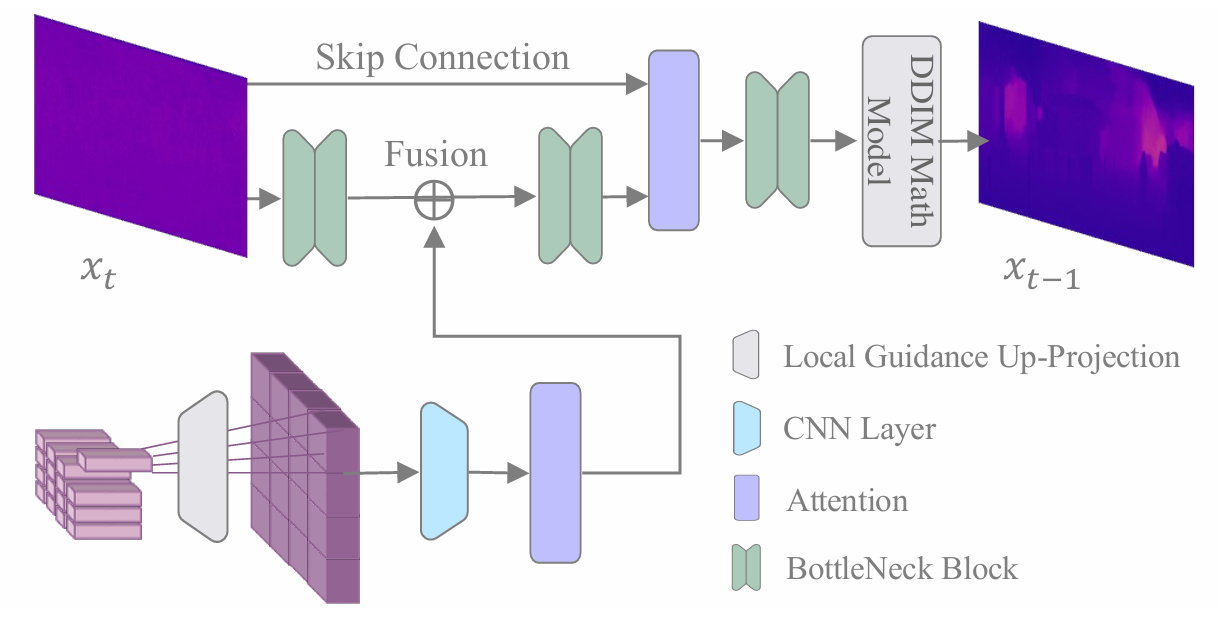 Skip Connection
Fusion
DDIM Math
Model
x_t
x_{t-1}
Local Guidance Up-Projection
CNN Layer
Attention
BottleNeck Block